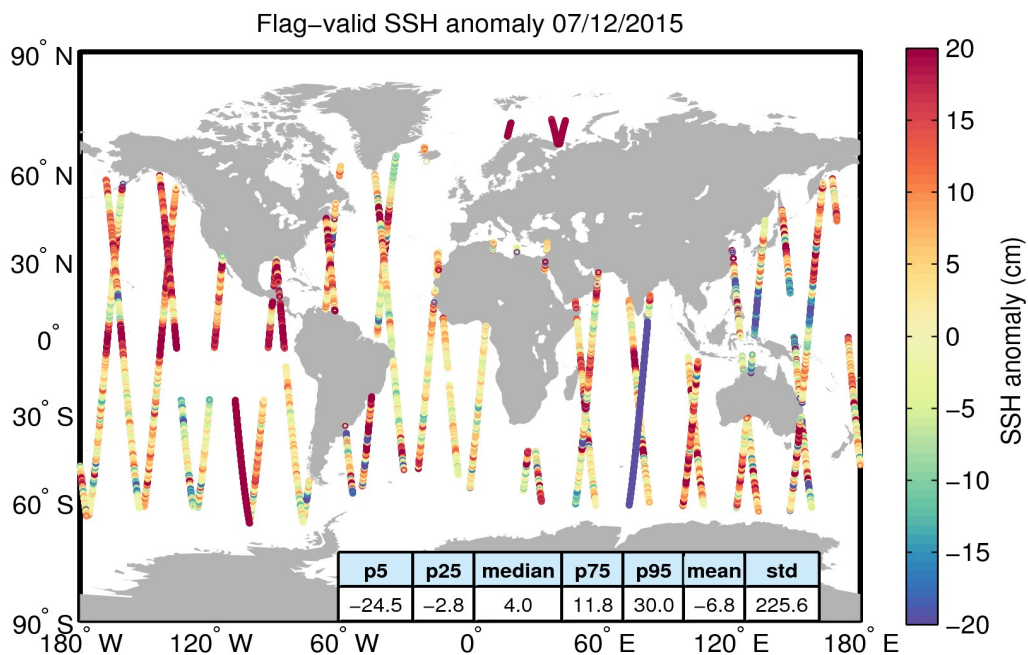 Flag−valid SSH anomaly 07/12/2015
90° N
60° N
30° N
0°
30° S
60° S
90° S
180° W
120° W
60° W
0°
60° E
120° E
180° E
p5 p25 median p75 p95 mean std
−24.5 −2.8 4.0 11.8 30.0 −6.8 225.6
20
15
10
5
0
−5
−10
−15
−20
SSH anomaly (cm)